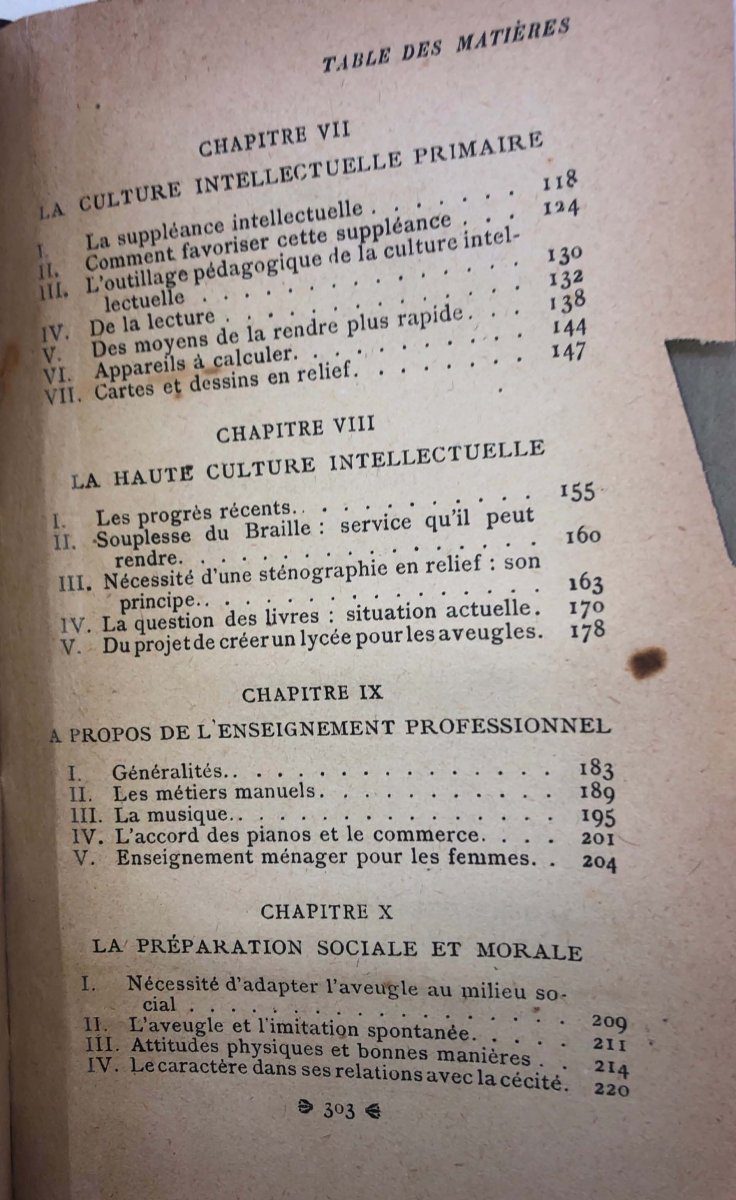 TABLE DES MATIÈRES
CHAPITRE VII
LA CULTURE INTELLECTUELLE PRIMAIRE
I. La suppléance intellectuelle . . . . . . . 118
II. Comment favoriser cette suppléance . . . 124
III. L'outillage pédagogique de la culture intel-
lectuelle . . . . . . . . . . . . . 130
IV. De la lecture . . . . . . . . . . . . 132
V. Des moyens de la rendre plus rapide . . . 138
VI. Appareils à calculer. . . . . . . . . . 144
VII. Cartes et dessins en relief. . . . . . . 147
CHAPITRE VIII
LA HAUTE CULTURE INTELLECTUELLE
I. Les progrès récents. . . . . . . . . . . 155
II. Souplesse du Braille : service qu'il peut
rendre. . . . . . . . . . . . . . . 160
III. Nécessité d'une sténographie en relief : son
principe. . . . . . . . . . . . . . 163
IV. La question des livres : situation actuelle. 170
V. Du projet de créer un lycée pour les aveugles. 178
CHAPITRE IX
A PROPOS DE L'ENSEIGNEMENT PROFESSIONNEL
I. Généralités. . . . . . . . . . . . . . 183
II. Les métiers manuels. . . . . . . . . . . 189
III. La musique. . . . . . . . . . . . . . 195
IV. L'accord des pianos et le commerce. . . . 201
V. Enseignement ménager pour les femmes. . 204
CHAPITRE X
LA PRÉPARATION SOCIALE ET MORALE
I. Nécessité d'adapter l'aveugle au milieu so-
cial . . . . . . . . . . . . . . . 209
II. L'aveugle et l'imitation spontanée. . . . 211
III. Attitudes physiques et bonnes manières . . 214
IV. Le caractère dans ses relations avec la cécité. 220
303